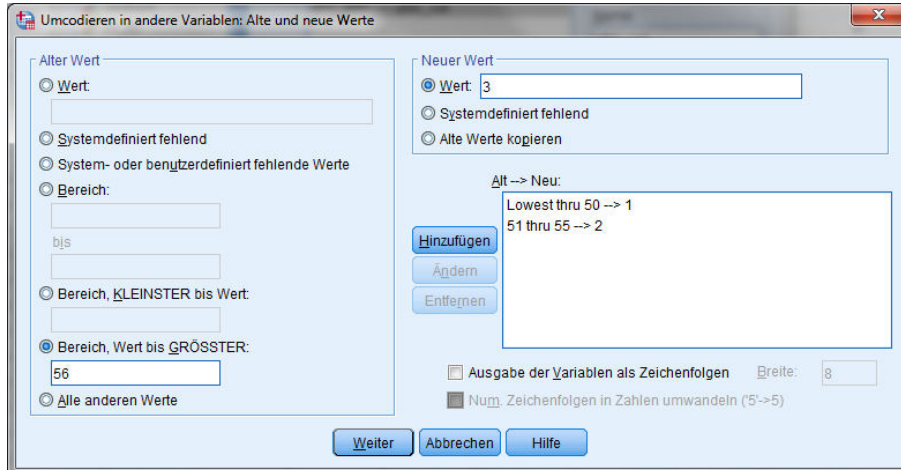 Umcodieren in andere Variablen: Alte und neue Werte
Alter Wert
Wert:
Systemdefiniert fehlend
System- oder benutzerdefiniert fehlende Werte
Bereich:
bis
Bereich, KLEINSTER bis Wert:
Bereich, Wert bis GRÖSSTER:
56
Alle anderen Werte
Neuer Wert
Wert: 3
Systemdefiniert fehlend
Alte Werte kopieren
Alt --> Neu:
Lowest thru 50 --> 1
51 thru 55 --> 2
Hinzufügen
Ändern
Entfernen
Ausgabe der Variablen als Zeichenfolgen Breite: 8
Num. Zeichenfolgen in Zahlen umwandeln ('5'->5)
Weiter Abbrechen Hilfe